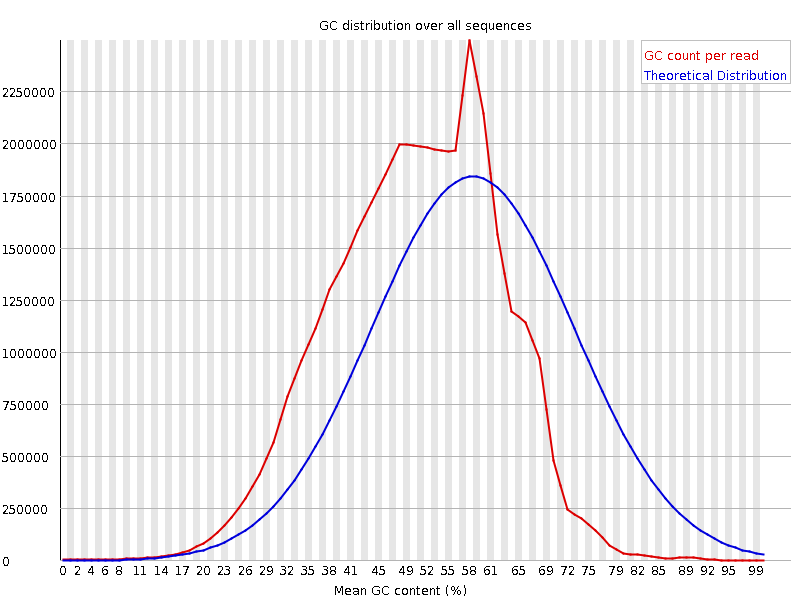 GC distribution over all sequences
GC count per read
Theoretical Distribution
2250000
2000000
1750000
1500000
1250000
1000000
750000
500000
250000
0
0 2 4 6 8 11 14 17 20 23 26 29 32 35 38 41 45 49 52 55 58 61 65 69 72 75 79 82 85 89 92 95 99
Mean GC content (%)